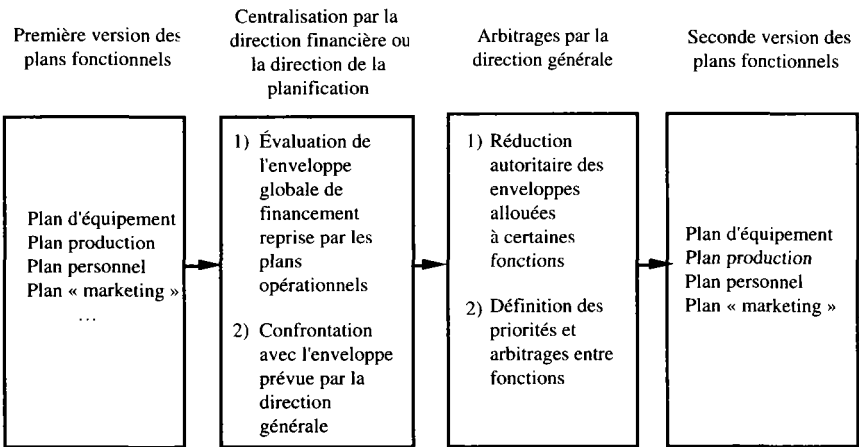 Première version des
plans fonctionnels
Centralisation par la
direction financière ou
la direction de la
planification
Arbitrages par la
direction générale
Seconde version des
plans fonctionnels
Plan d'équipement
Plan production
Plan personnel
Plan « marketing »
...
1) Évaluation de
l'enveloppe
globale de
financement
reprise par les
plans
opérationnels
2) Confrontation
avec l'enveloppe
prévue par la
direction
générale
1) Réduction
autoritaire des
enveloppes
allouées
à certaines
fonctions
2) Définition des
priorités et
arbitrages entre
fonctions
Plan d'équipement
Plan production
Plan personnel
Plan « marketing »